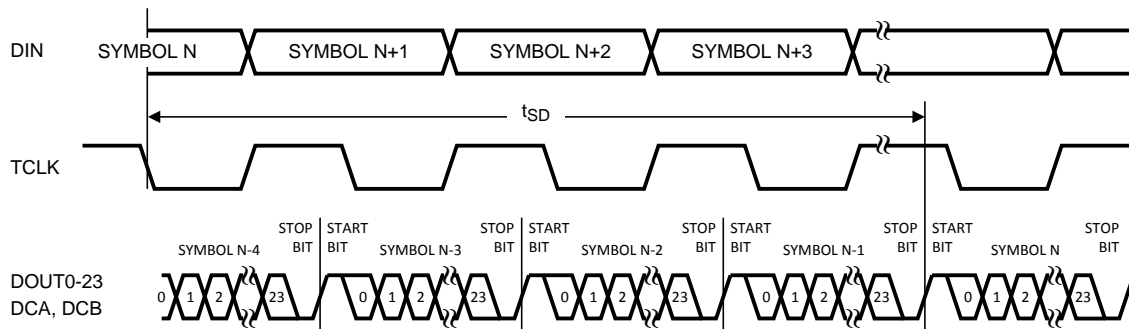 DIN
SYMBOL N SYMBOL N+1 SYMBOL N+2 SYMBOL N+3
tSD
TCLK
STOP BIT START BIT STOP BIT START BIT STOP BIT START BIT STOP BIT START BIT STOP BIT
SYMBOL N-4 SYMBOL N-3 SYMBOL N-2 SYMBOL N-1 SYMBOL N
DOUT0-23
DCA, DCB
0 1 2 23 0 1 2 23 0 1 2 23 0 1 2 23 0 1 2 23